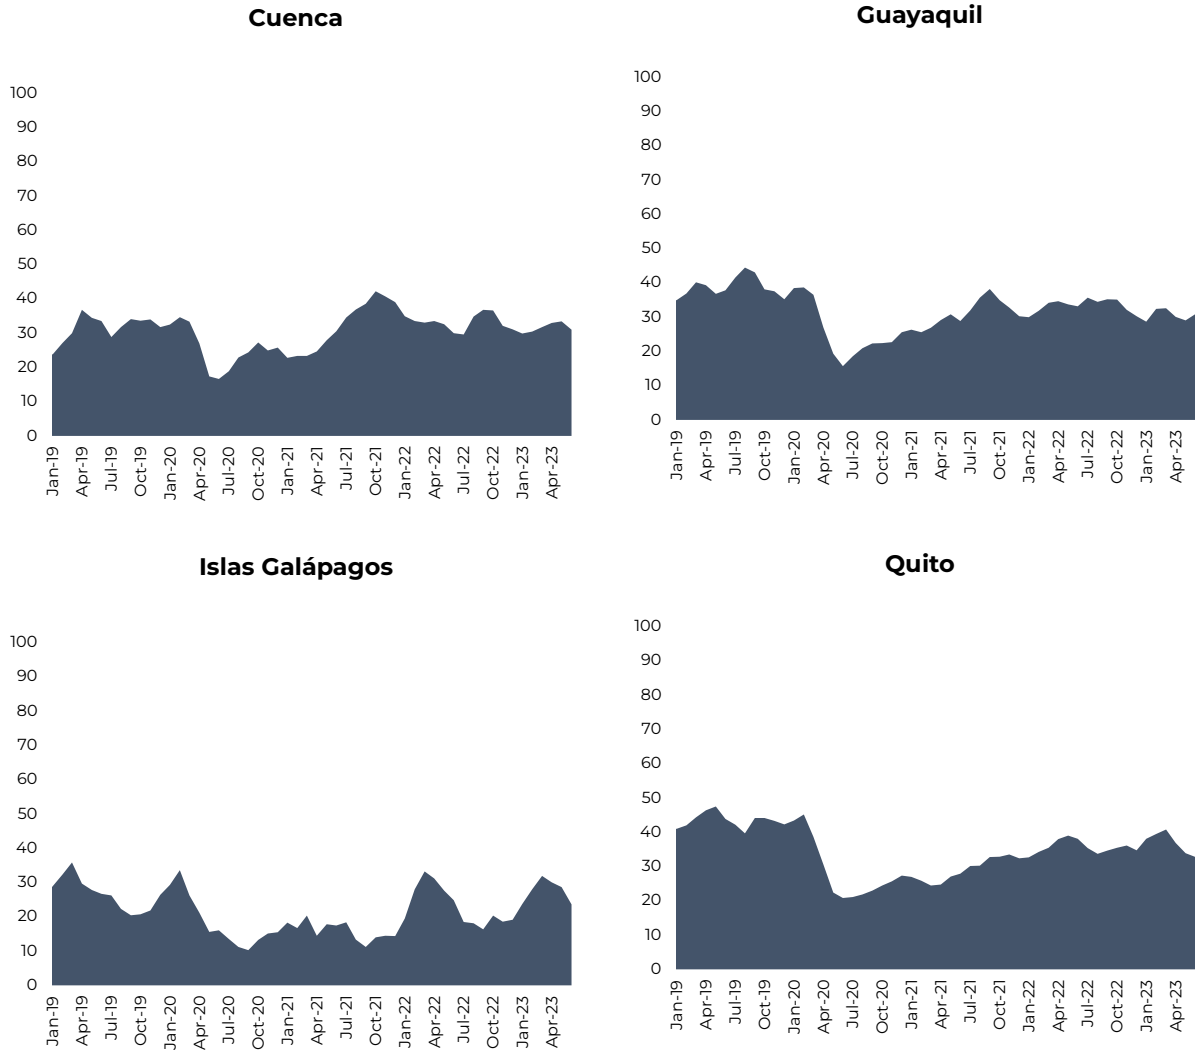 Cuenca
100
90
80
70
60
50
40
30
20
10
0
Jan-19
Apr-19
Jul-19
Oct-19
Jan-20
Apr-20
Jul-20
Oct-20
Jan-21
Apr-21
Jul-21
Oct-21
Jan-22
Apr-22
Jul-22
Oct-22
Jan-23
Apr-23
Guayaquil
100
90
80
70
60
50
40
30
20
10
0
Jan-19
Apr-19
Jul-19
Oct-19
Jan-20
Apr-20
Jul-20
Oct-20
Jan-21
Apr-21
Jul-21
Oct-21
Jan-22
Apr-22
Jul-22
Oct-22
Jan-23
Apr-23
Islas Galápagos
100
90
80
70
60
50
40
30
20
10
0
Jan-19
Apr-19
Jul-19
Oct-19
Jan-20
Apr-20
Jul-20
Oct-20
Jan-21
Apr-21
Jul-21
Oct-21
Jan-22
Apr-22
Jul-22
Oct-22
Jan-23
Apr-23
Quito
100
90
80
70
60
50
40
30
20
10
0
Jan-19
Apr-19
Jul-19
Oct-19
Jan-20
Apr-20
Jul-20
Oct-20
Jan-21
Apr-21
Jul-21
Oct-21
Jan-22
Apr-22
Jul-22
Oct-22
Jan-23
Apr-23